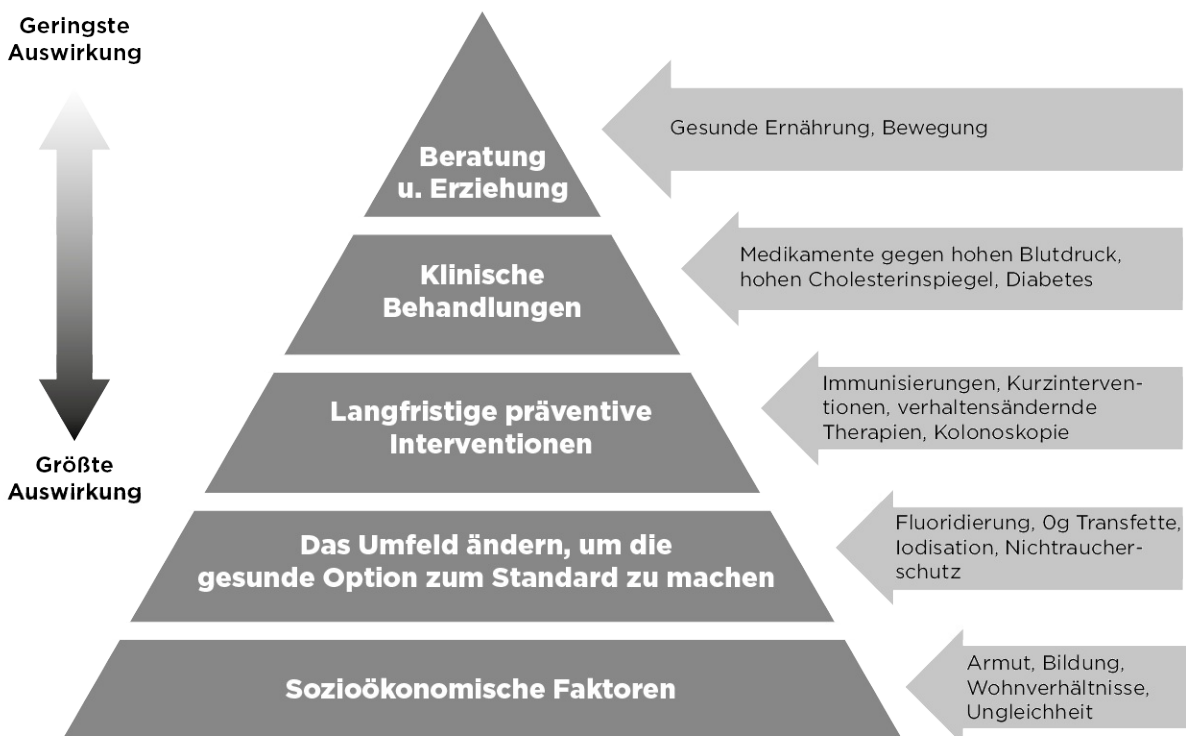 Geringste
Auswirkung
Gesunde Ernährung, Bewegung
Beratung
u. Erziehung
Medikamente gegen hohen Blutdruck,
hohen Cholesterinspiegel, Diabetes
Klinische
Behandlungen
Immunisierungen, Kurzinterven-
tionen, verhaltensändernde
Therapien, Kolonoskopie
Langfristige präventive
Interventionen
Größte
Auswirkung
Fluoridierung, 0g Transfette,
Iodisation, Nichtraucher-
schutz
Das Umfeld ändern, um die
gesunde Option zum Standard zu machen
Armut, Bildung,
Wohnverhältnisse,
Ungleichheit
Sozioökonomische Faktoren